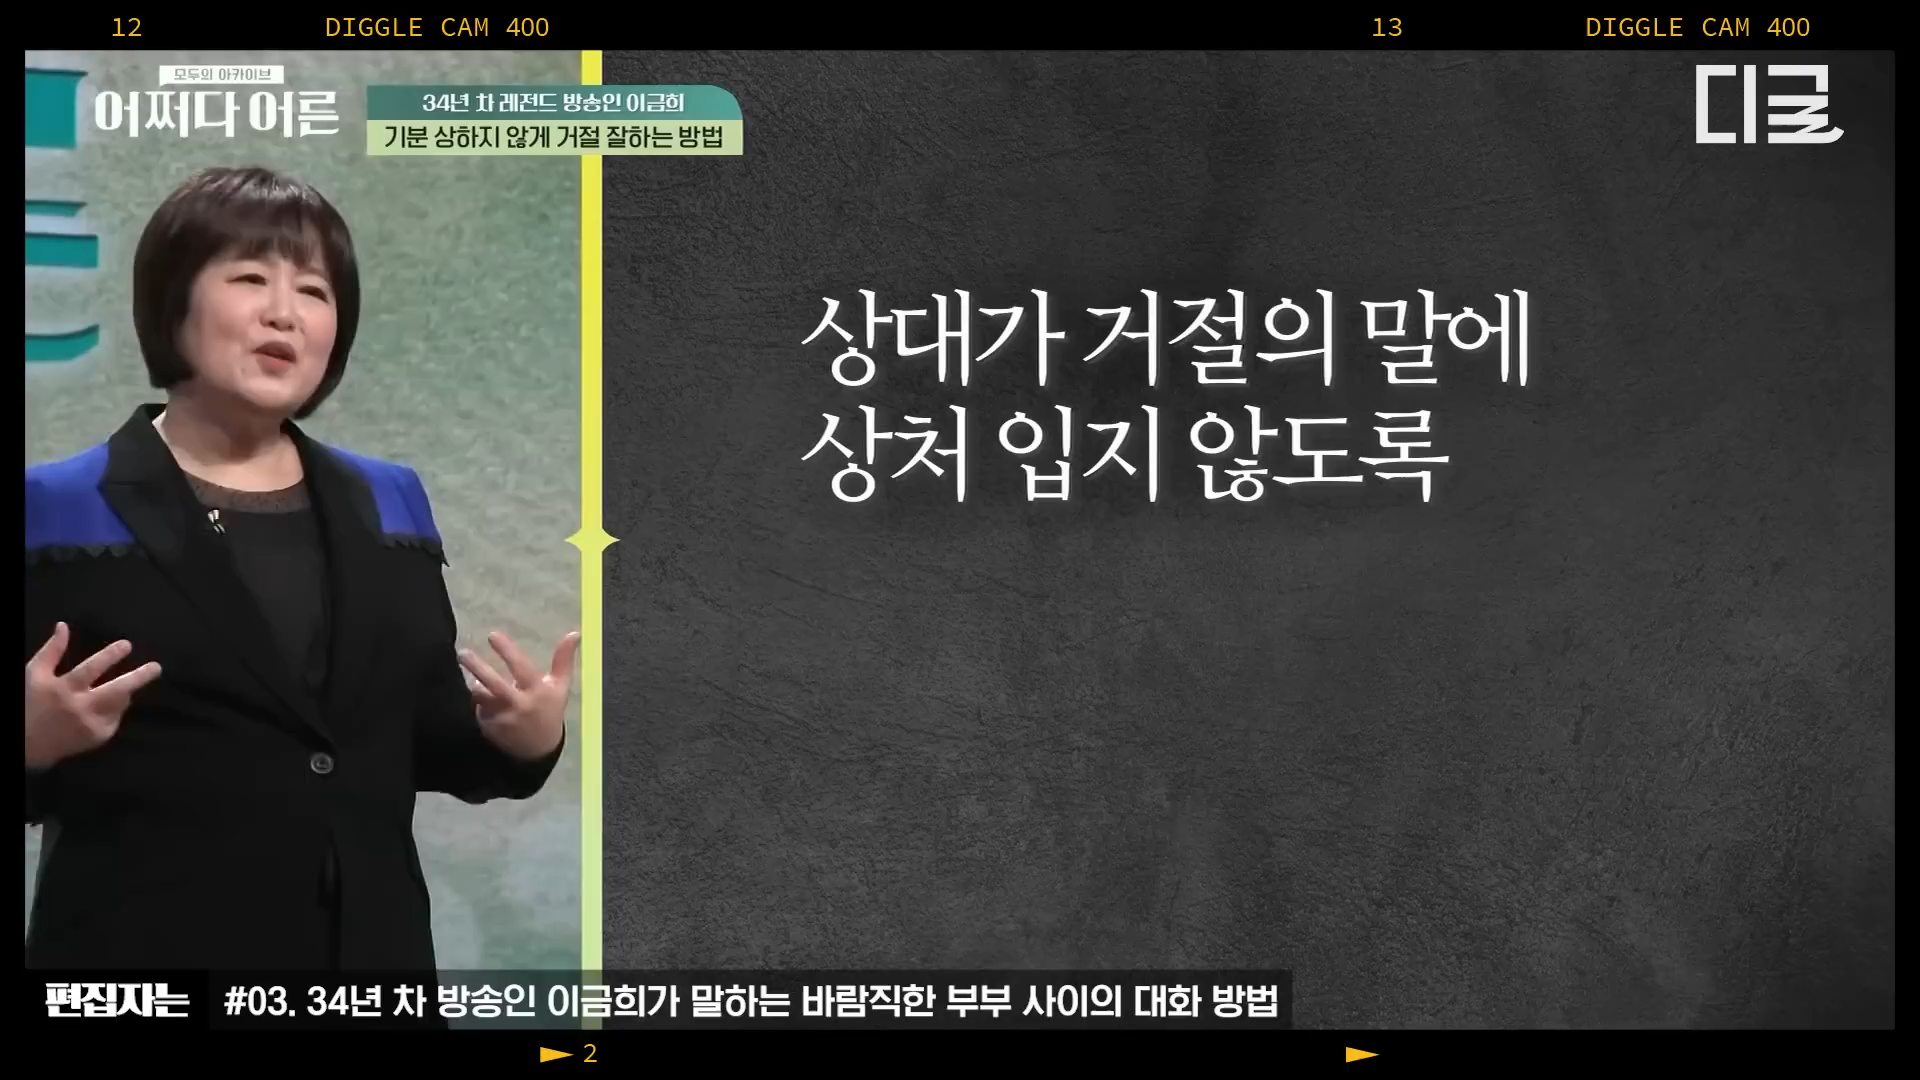 12
DIGGLE CAM 400
13
DIGGLE CAM 400
모두의 아카이브
어쩌다 어른
34년 차 레전드 방송인 이금희
기분 상하지 않게 거절 잘하는 방법
디글
상대가 거절의 말에
상처 입지 않도록
편집자는
#03. 34년 차 방송인 이금희가 말하는 바람직한 부부 사이의 대화 방법
2